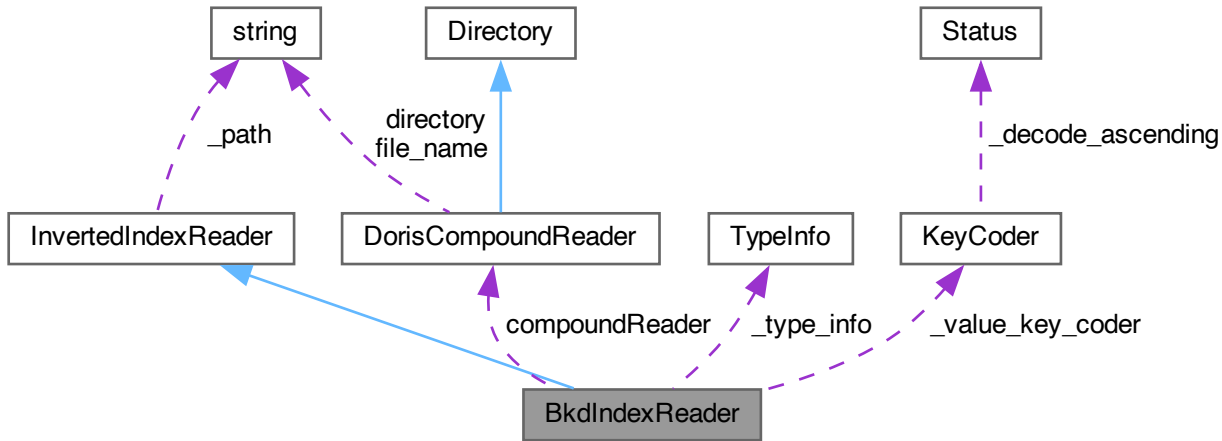 string
Directory
Status
_path
directory
file_name
_decode_ascending
InvertedIndexReader
DorisCompoundReader
TypeInfo
KeyCoder
compoundReader
_type_info
_value_key_coder
BkdIndexReader